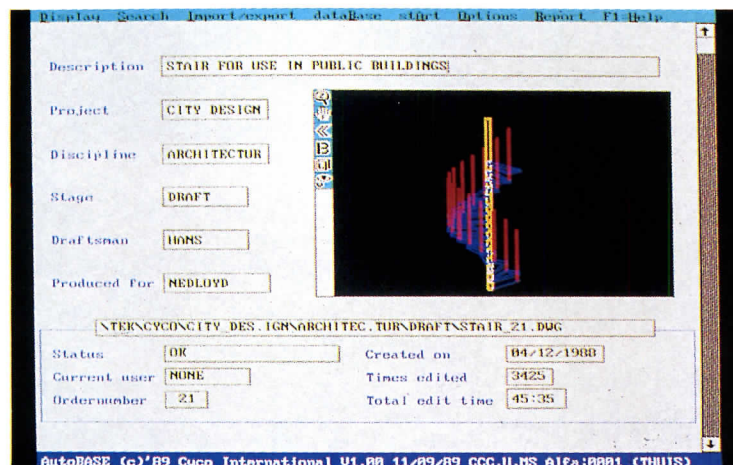 Display Search Import/export dataBase stArt Options Report F1-Help
Description STAIR FOR USE IN PUBLIC BUILDINGS
Project CITY DESIGN
Discipline ARCHITECTUR
Stage DRAFT
Draftsman HANS
Produced for NEDLOYD
\TEK\CYCO\CITY_DES.IGN\ARCHITEC.TUR\DRAFT\STAIR_21.DWG
Status OK Created on 04/12/1988
Current user NONE Times edited 3425
Ordernumber 21 Total edit time 45:35
AutoBASE (c)'89 Cyco International V1.00 11/09/89 CCC.JLMS Alfa:0001 (THUIS)